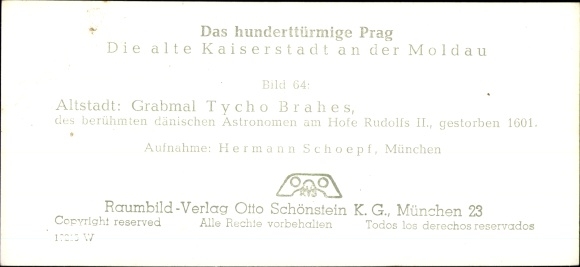 Das hunderttürmige Prag
Die alte Kaiserstadt an der Moldau
Bild 64:
Altstadt: Grabmal Tycho Brahes,
des berühmten dänischen Astronomen am Hofe Rudolfs II., gestorben 1601.
Aufnahme: Hermann Schoepf, München
RVS
Raumbild-Verlag Otto Schönstein K. G., München 23
Copyright reserved Alle Rechte vorbehalten Todos los derechos reservados
W